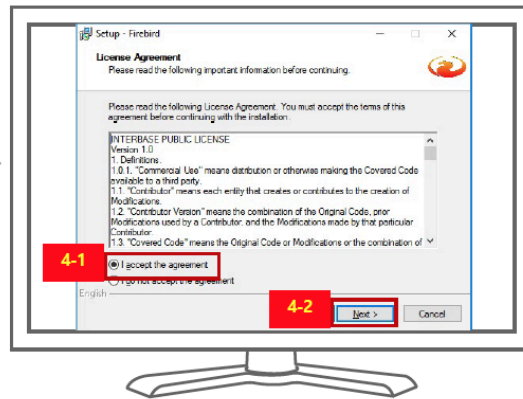 Setup - Firebird
License Agreement
Please read the following important information before continuing.
Please read the following License Agreement. You must accept the terms of this
agreement before continuing with the installation.
INTERBASE PUBLIC LICENSE
Version 1.0
1. Definitions.
1.0.1. "Commercial Use" means distribution or otherwise making the Covered Code
available to a third party.
1.1. "Contributor" means each entity that creates or contributes to the creation of
Modifications.
1.2. "Contributor Version" means the combination of the Original Code, prior
Modifications used by a Contributor, and the Modifications made by that particular
Contributor.
1.3. "Covered Code" means the Original Code or Modifications or the combination of
4-1
I accept the agreement
I do not accept the agreement
English
4-2
Next >
Cancel